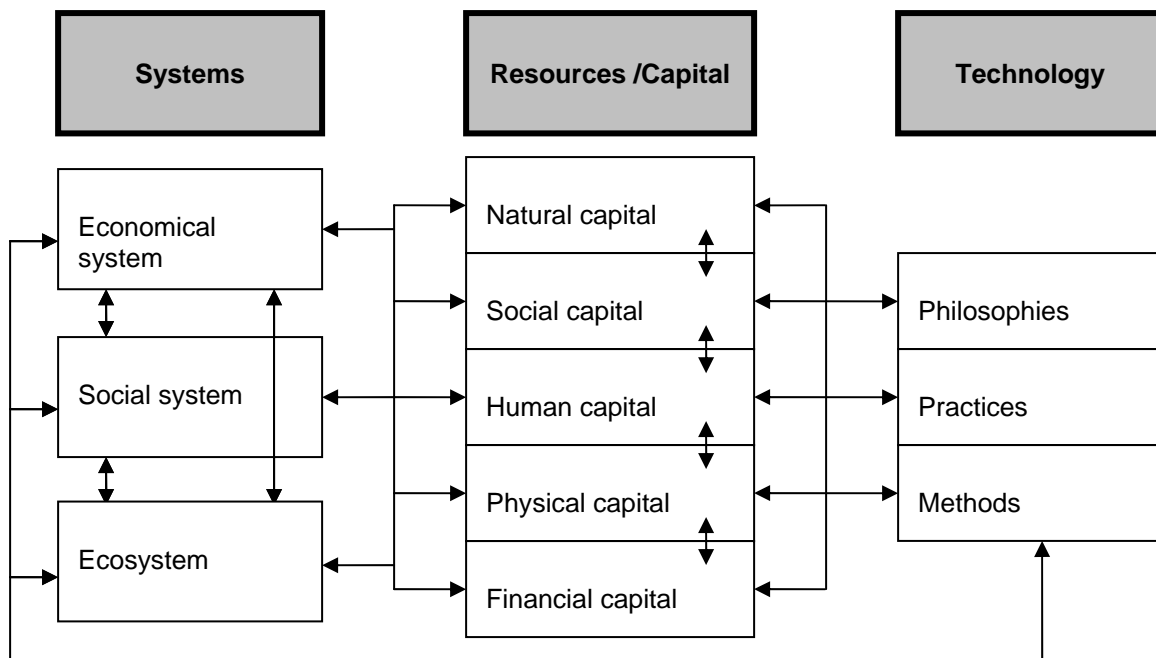 Systems
Resources /Capital
Technology
Economical
system
Social system
Ecosystem
Natural capital
Social capital
Human capital
Physical capital
Financial capital
Philosophies
Practices
Methods